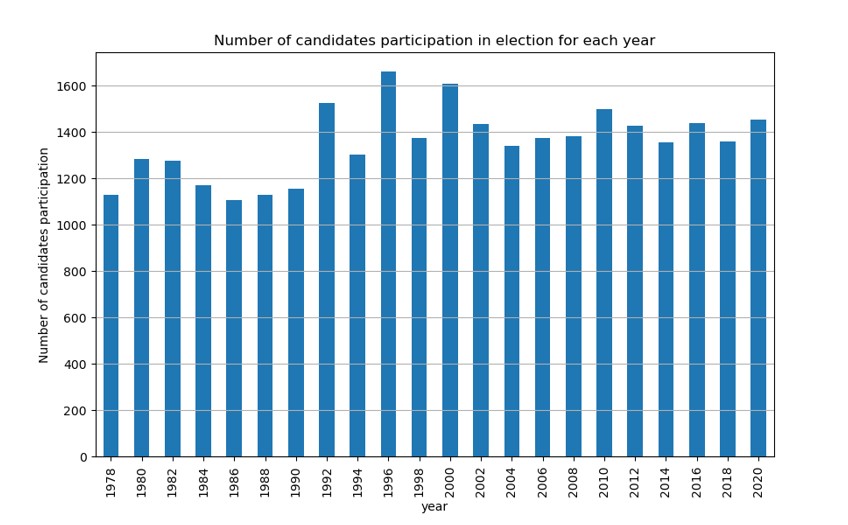 Number of candidates participation in election for each year
Number of candidates participation
1600
1400
1200
1000
800
600
400
200
0
1978 1980 1982 1984 1986 1988 1990 1992 1994 1996 1998 2000 2002 2004 2006 2008 2010 2012 2014 2016 2018 2020
year